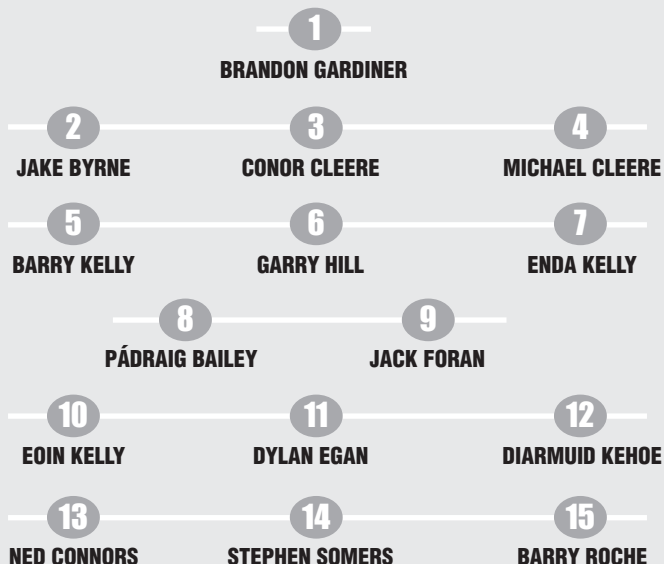 1
BRANDON GARDINER
2 3 4
JAKE BYRNE CONOR CLEERE MICHAEL CLEERE
5 6 7
BARRY KELLY GARRY HILL ENDA KELLY
8 9
PÁDRAIG BAILEY JACK FORAN
10 11 12
EOIN KELLY DYLAN EGAN DIARMUID KEHOE
13 14 15
NED CONNORS STEPHEN SOMERS BARRY ROCHE